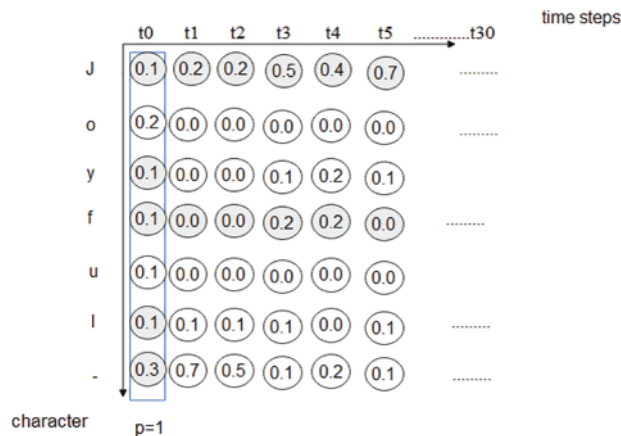 time steps
t0 t1 t2 t3 t4 t5 ..............t30
J 0.1 0.2 0.2 0.5 0.4 0.7 ........
o 0.2 0.0 0.0 0.0 0.0 0.0 ........
y 0.1 0.0 0.0 0.1 0.2 0.1
f 0.1 0.0 0.0 0.2 0.2 0.0 ........
u 0.1 0.0 0.0 0.0 0.0 0.0
l 0.1 0.1 0.1 0.1 0.0 0.1 ........
- 0.3 0.7 0.5 0.1 0.2 0.1 ........
character p=1